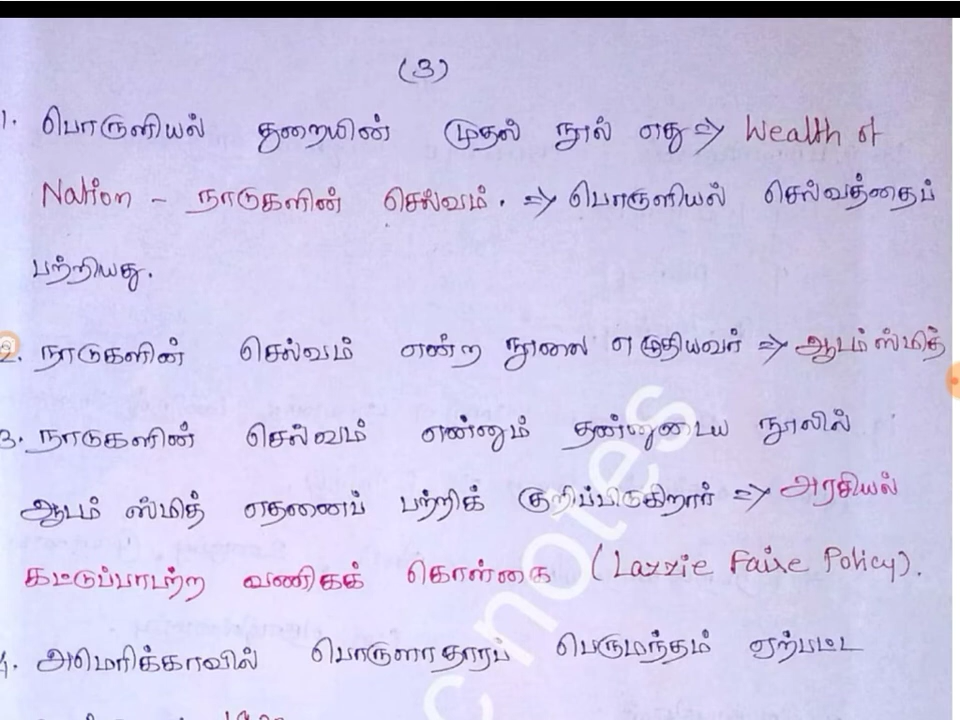 (3)
1. பொருளியல் துறையின் முதல் நூல் எது => Wealth of
Nation - நாடுகளின் செல்வம். => பொருளியல் செல்வத்தைப்
பற்றியது.
2. நாடுகளின் செல்வம் என்ற நூலை எழுதியவர் => ஆடம் ஸ்மித்
3. நாடுகளின் செல்வம் என்னும் தன்னுடைய நூலில்
ஆடம் ஸ்மித் எதனைப் பற்றிக் குறிப்பிடுகிறார் => அரசியல்
கட்டுப்பாடற்ற வணிகக் கொள்கை (Lazzie Faire Policy).
4. அமெரிக்காவில் பொருளாதாரப் பெருமந்தம் ஏற்பட்ட
c notes